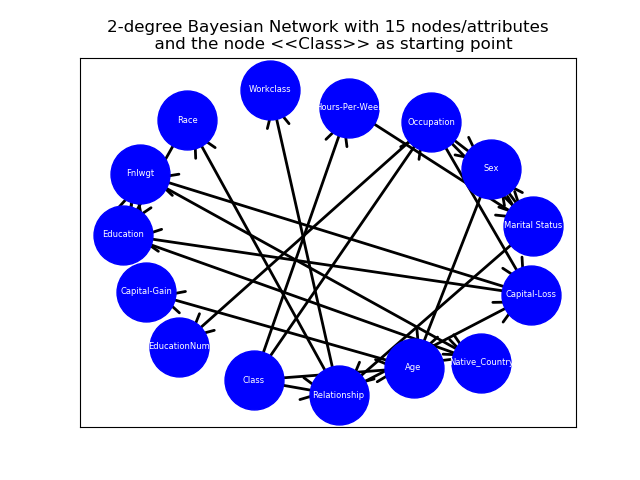 2-degree Bayesian Network with 15 nodes/attributes
and the node <<Class>> as starting point
Workclass
Hours-Per-Week
Race
Occupation
Sex
Fnlwgt
Marital Status
Education
Capital-Gain
Capital-Loss
EducationNum
Native_Country
Age
Class
Relationship